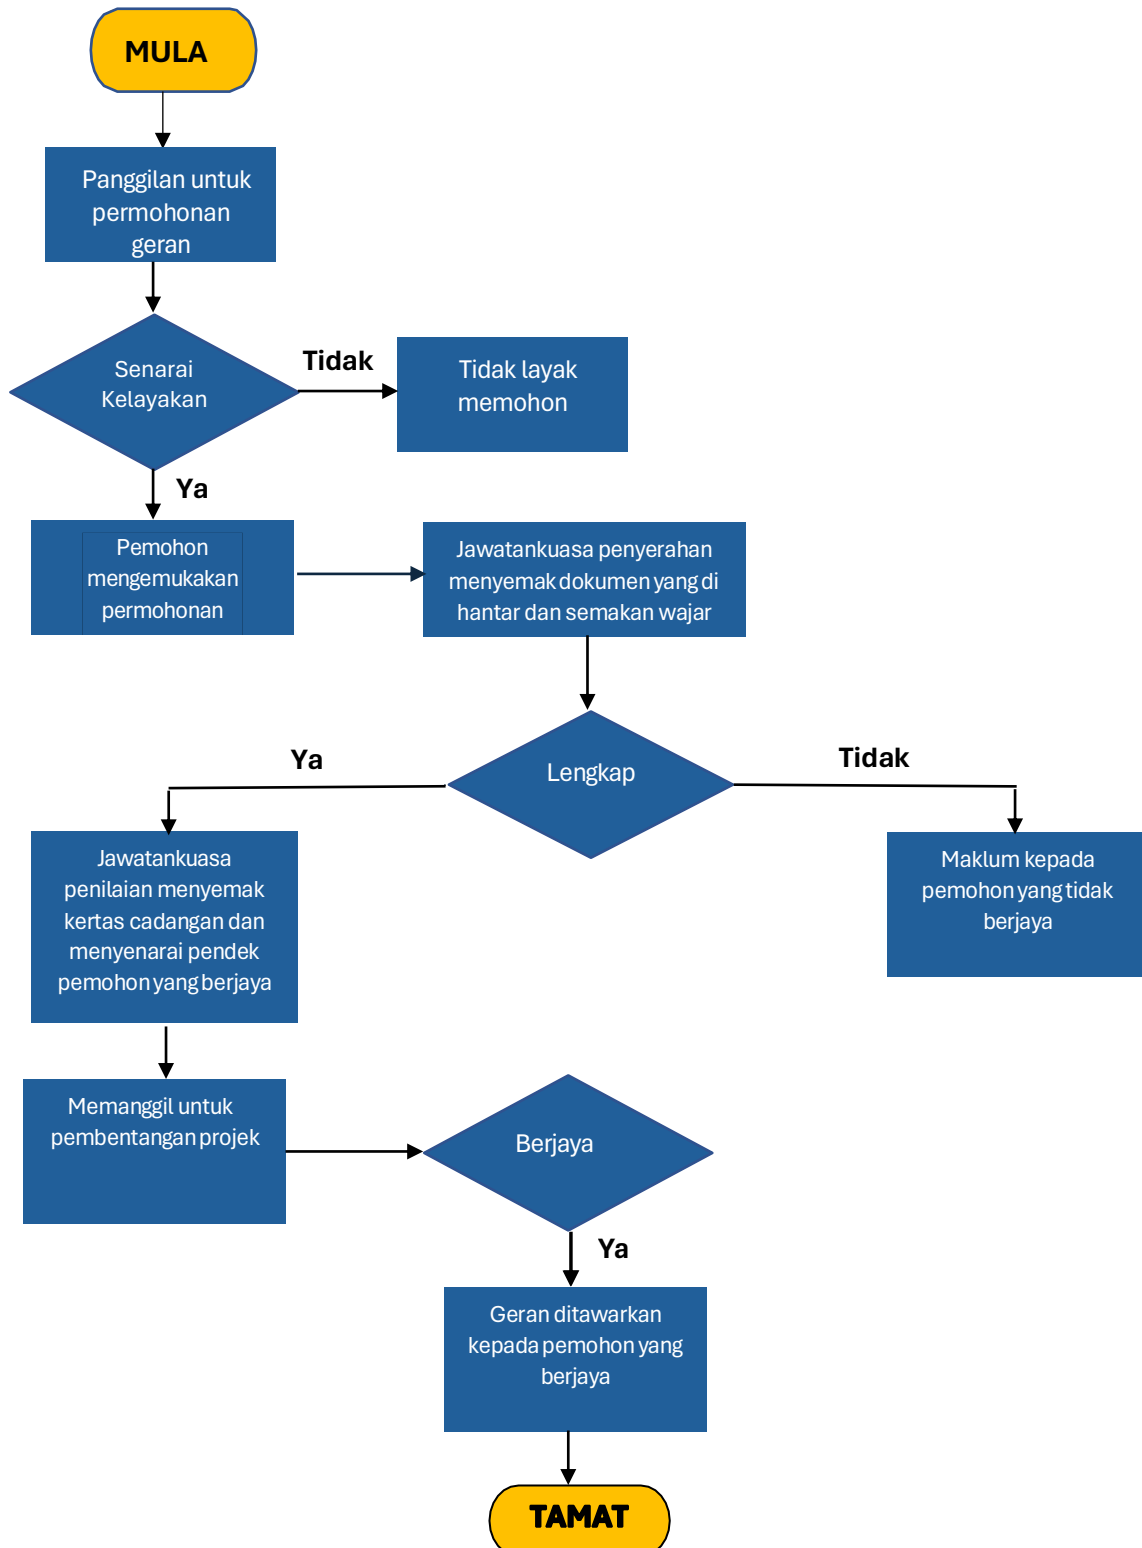 MULA
Panggilan untuk
permohonan
geran
Senarai
Kelayakan
Tidak
Tidak layak
memohon
Ya
Pemohon
mengemukakan
permohonan
Jawatankuasa penyerahan
menyemak dokumen yang di
hantar dan semakan wajar
Lengkap
Ya
Tidak
Jawatankuasa
penilaian menyemak
kertas cadangan dan
menyenarai pendek
pemohon yang berjaya
Maklum kepada
pemohon yang tidak
berjaya
Memanggil untuk
pembentangan projek
Berjaya
Ya
Geran ditawarkan
kepada pemohon yang
berjaya
TAMAT